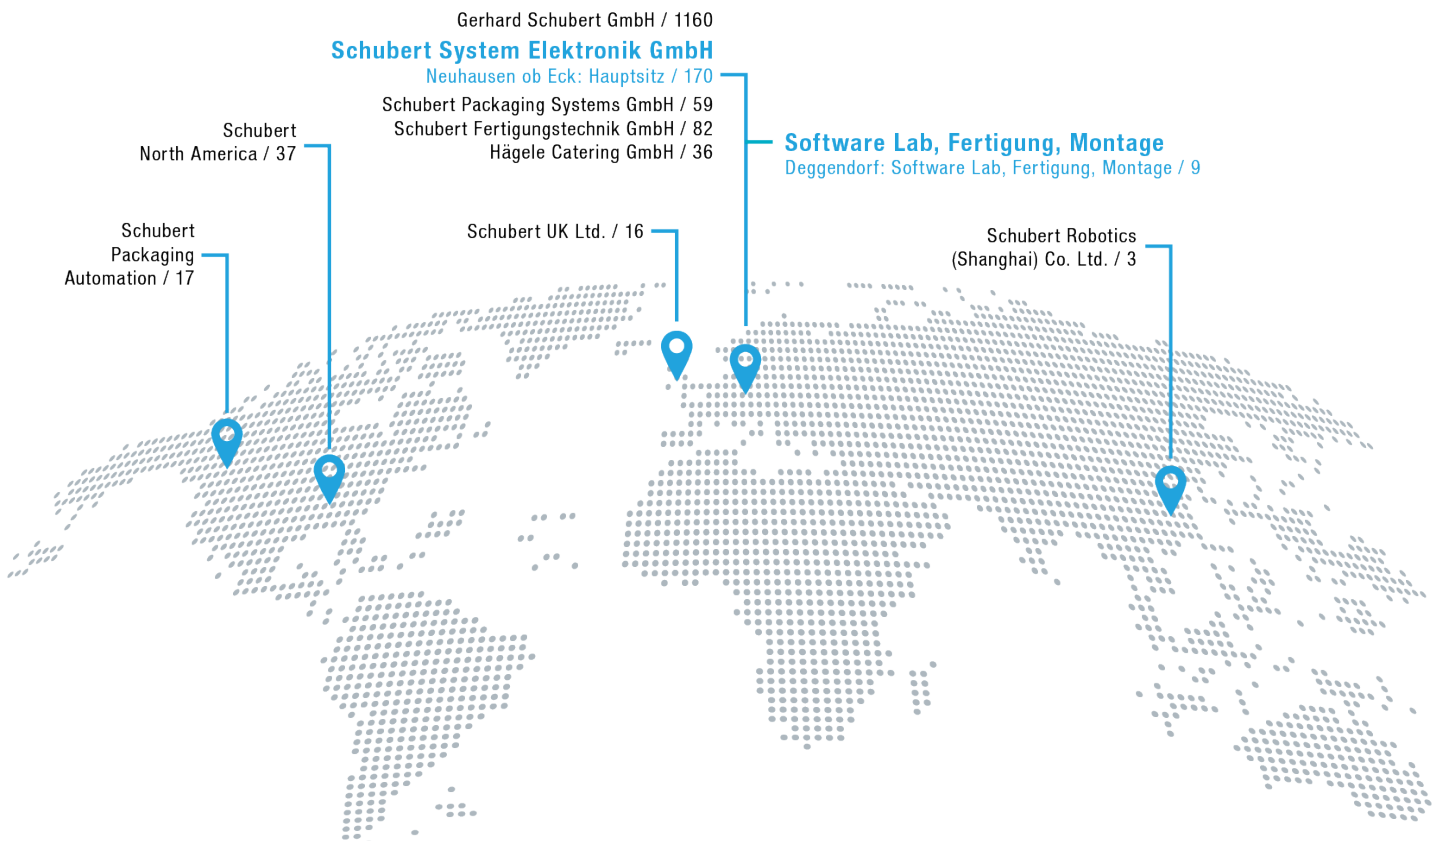 Gerhard Schubert GmbH / 1160
Schubert System Elektronik GmbH
Neuhausen ob Eck: Hauptsitz / 170
Schubert Packaging Systems GmbH / 59
Schubert Fertigungstechnik GmbH / 82
Hägele Catering GmbH / 36
Software Lab, Fertigung, Montage
Deggendorf: Software Lab, Fertigung, Montage / 9
Schubert
North America / 37
Schubert
Packaging
Automation / 17
Schubert UK Ltd. / 16
Schubert Robotics
(Shanghai) Co. Ltd. / 3